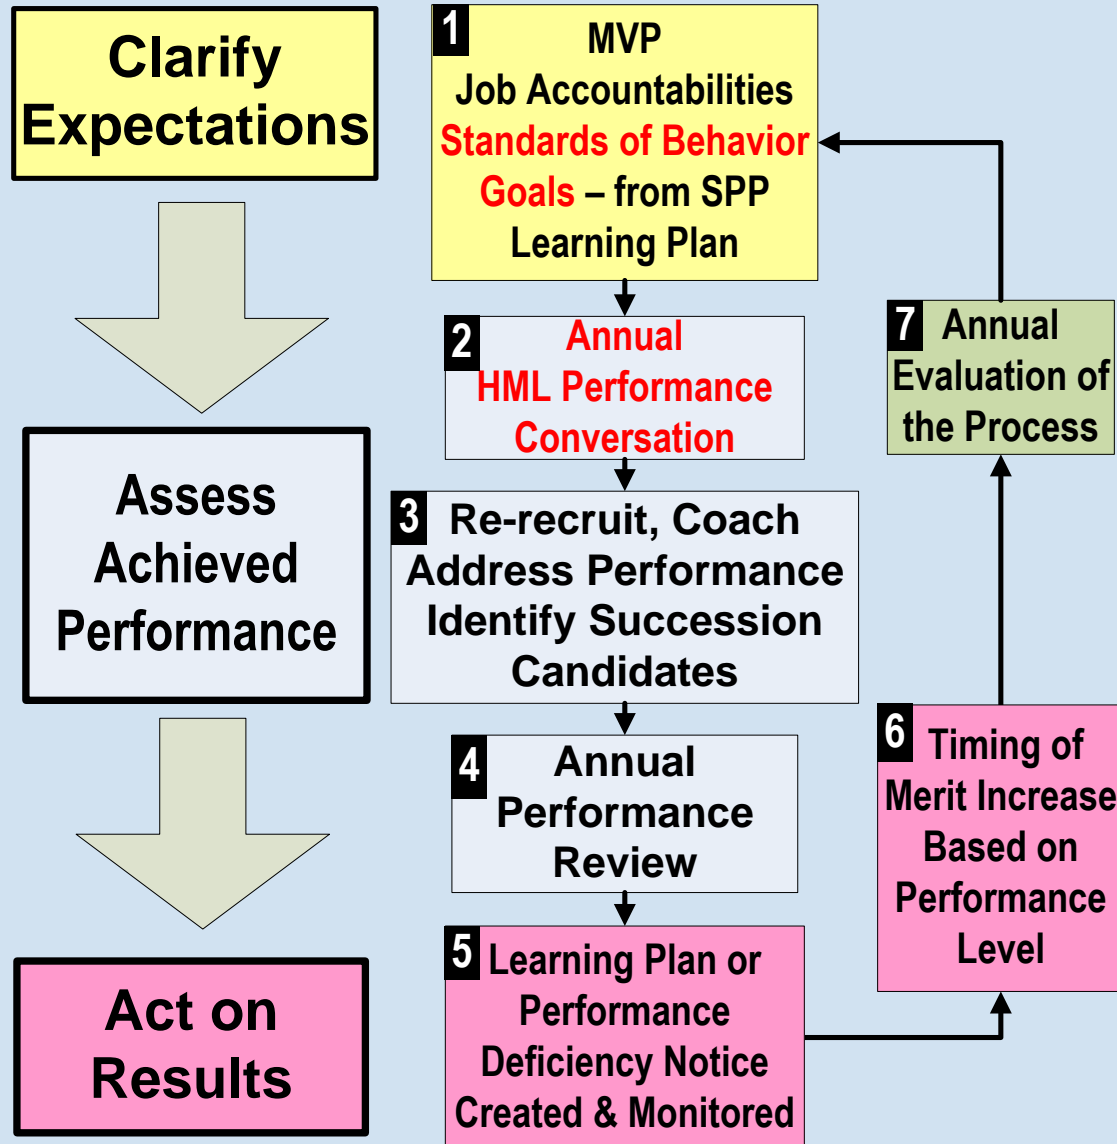 Clarify
Expectations
Assess
Achieved
Performance
Act on
Results
1
MVP
Job Accountabilities
Standards of Behavior
Goals – from SPP
Learning Plan
2
Annual
HML Performance
Conversation
3
Re-recruit, Coach
Address Performance
Identify Succession
Candidates
4
Annual
Performance
Review
5
Learning Plan or
Performance
Deficiency Notice
Created & Monitored
6
Timing of
Merit Increase
Based on
Performance
Level
7
Annual
Evaluation of
the Process